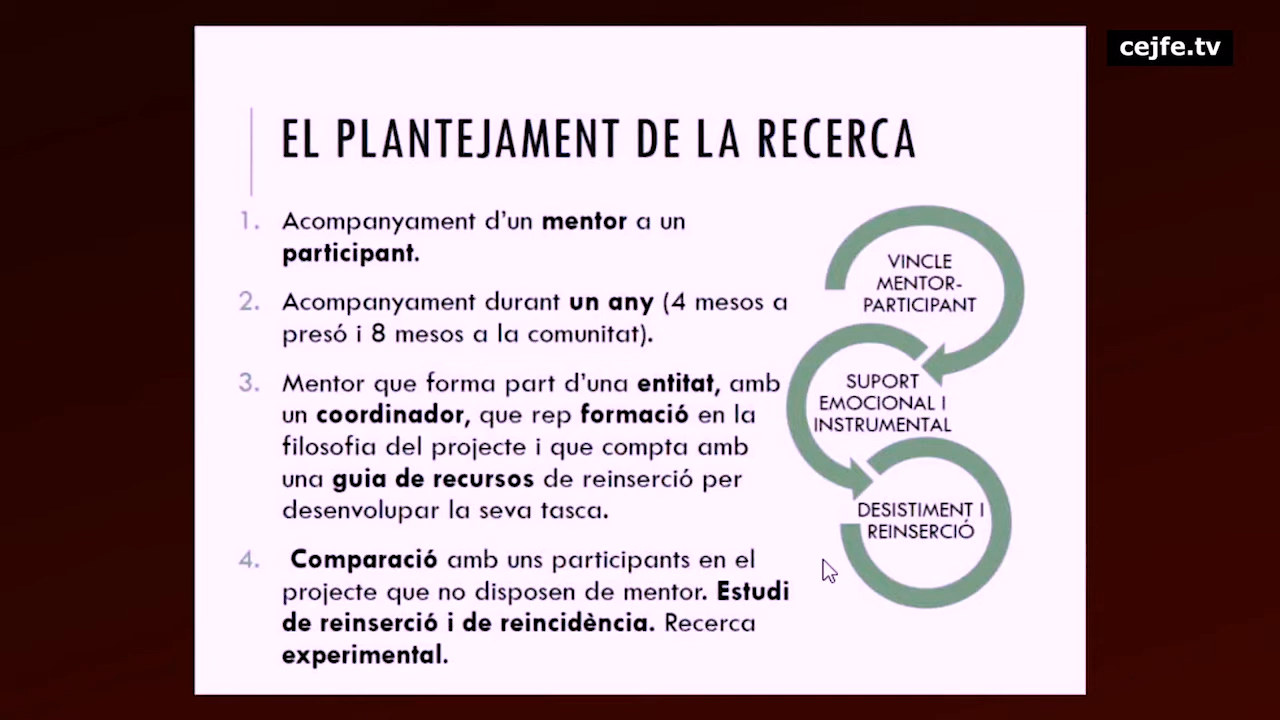 cejfe.tv
EL PLANTEJAMENT DE LA RECERCA
1. Acompanyament d'un mentor a un
participant.
2. Acompanyament durant un any (4 mesos a
presó i 8 mesos a la comunitat).
3. Mentor que forma part d'una entitat, amb
un coordinador, que rep formació en la
filosofia del projecte i que compta amb
una guia de recursos de reinserció per
desenvolupar la seva tasca.
4. Comparació amb uns participants en el
projecte que no disposen de mentor. Estudi
de reinserció i de reincidència. Recerca
experimental.
VINCLE
MENTOR-
PARTICIPANT
SUPORT
EMOCIONAL I
INSTRUMENTAL
DESISTIMENT I
REINSERCIÓ